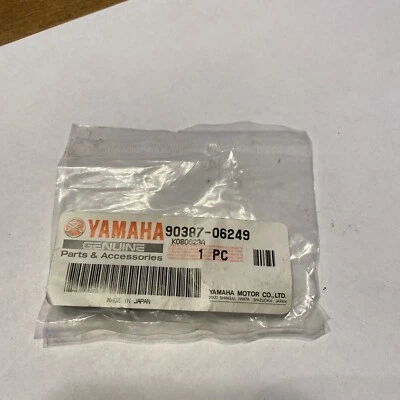 YAMAHA 90387-06249
GENUINE
Parts & Accessories
1 PC
YAMAHA MOTOR CO., LTD.
MADE IN JAPAN